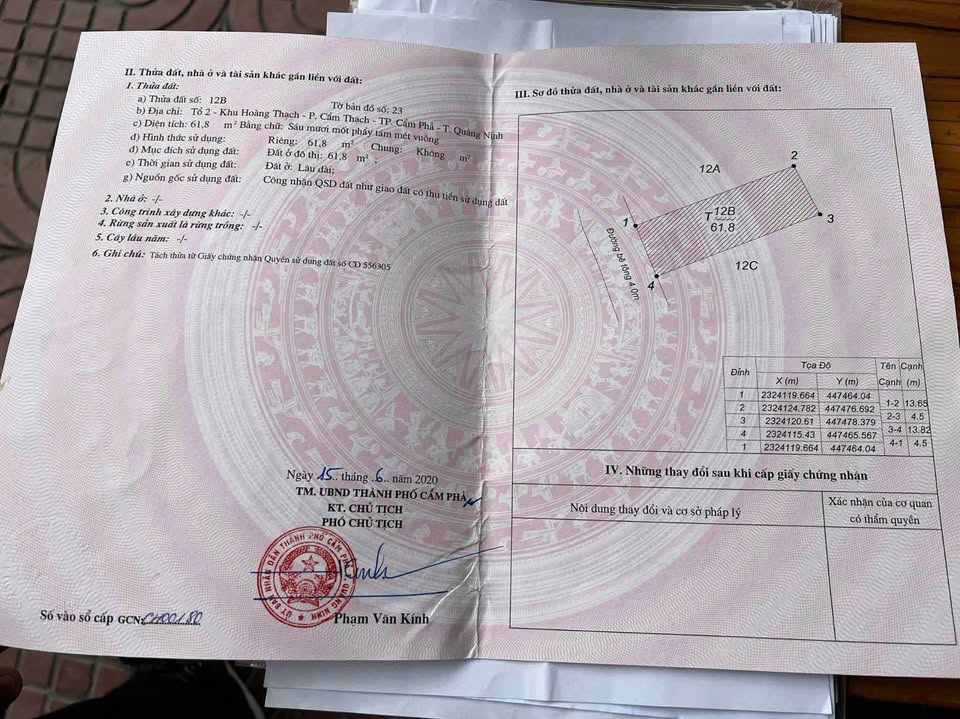 II. Thửa đất, nhà ở và tài sản khác gắn liền với đất:
1. Thửa đất:
a) Thửa đất số: 12B Tờ bản đồ số: 23
b) Địa chỉ: Tổ 2 - Khu Hoàng Thạch - P. Cẩm Thạch - TP. Cẩm Phả - T. Quảng Ninh
c) Diện tích: 61,8 m² Bằng chữ: Sáu mươi mốt phẩy tám mét vuông
d) Hình thức sử dụng: Riêng: 61,8 m² Chung: Không m²
đ) Mục đích sử dụng đất: Đất ở đô thị: 61,8 m² ;
e) Thời gian sử dụng đất: Đất ở: Lâu dài;
g) Nguồn gốc sử dụng đất: Công nhận QSD đất như giao đất có thu tiền sử dụng đất
2. Nhà ở: -/-
3. Công trình xây dựng khác: -/-
4. Rừng sản xuất là rừng trồng: -/-
5. Cây lâu năm: -/-
6. Ghi chú: Tách thửa từ Giấy chứng nhận Quyền sử dụng đất số CD 556305
Ngày 15.. tháng .6.. năm 2020
TM. UBND THÀNH PHỐ CẨM PHẢ
KT. CHỦ TỊCH
PHÓ CHỦ TỊCH
ỦY BAN NHÂN DÂN THÀNH PHỐ CẨM PHẢ T. QUẢNG NINH
Phạm Văn Kính
Số vào sổ cấp GCN: CH00180
III. Sơ đồ thửa đất, nhà ở và tài sản khác gắn liền với đất:
12A
2
1
T 12B
61.8
3
12C
4
Đường bê tông 4.0m
Đỉnh Tọa Độ Tên Cạnh
X (m) Y (m) Cạnh (m)
1 2324119.664 447464.04
1-2 13.65
2 2324124.782 447476.692
2-3 4.5
3 2324120.61 447478.379
3-4 13.82
4 2324115.43 447465.567
4-1 4.5
1 2324119.664 447464.04
IV. Những thay đổi sau khi cấp giấy chứng nhận
Nội dung thay đổi và cơ sở pháp lý
Xác nhận của cơ quan
có thẩm quyền